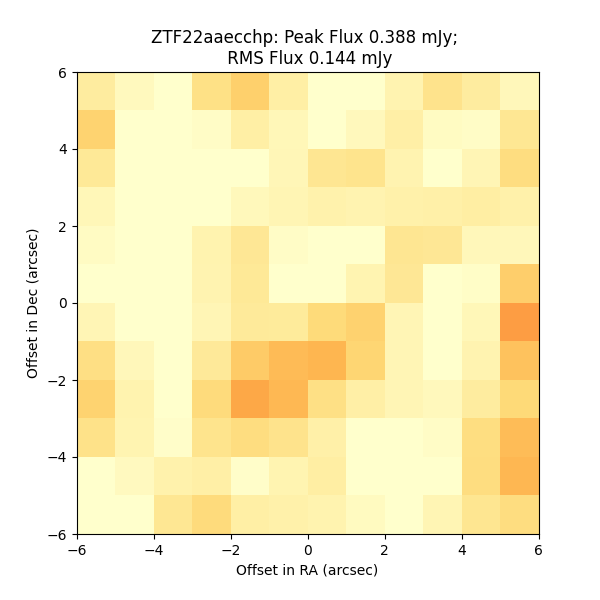 ZTF22aaecchp: Peak Flux 0.388 mJy;
RMS Flux 0.144 mJy
6
4
2
0
−2
−4
−6
Offset in Dec (arcsec)
−6 −4 −2 0 2 4 6
Offset in RA (arcsec)